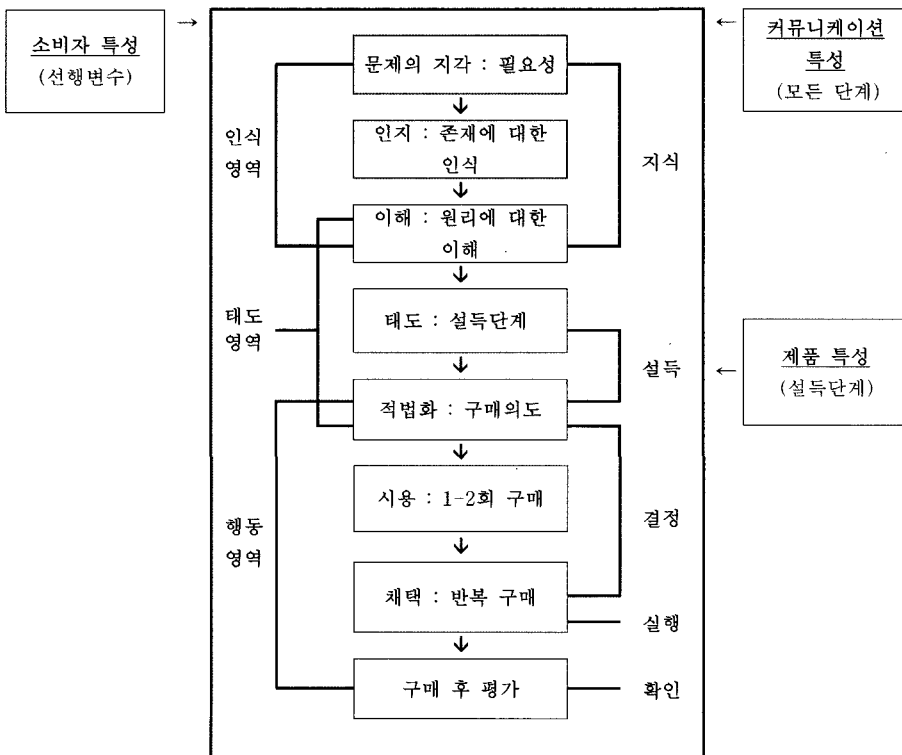 소비자 특성
(선행변수)
→
←
커뮤니케이션
특성
(모든 단계)
문제의 지각 : 필요성
↓
인식
영역
인지 : 존재에 대한
인식
지식
↓
이해 : 원리에 대한
이해
↓
태도
영역
태도 : 설득단계
설득
←
제품 특성
(설득단계)
↓
적법화 : 구매의도
↓
시용 : 1-2회 구매
행동
영역
결정
↓
채택 : 반복 구매
실행
↓
구매 후 평가
확인